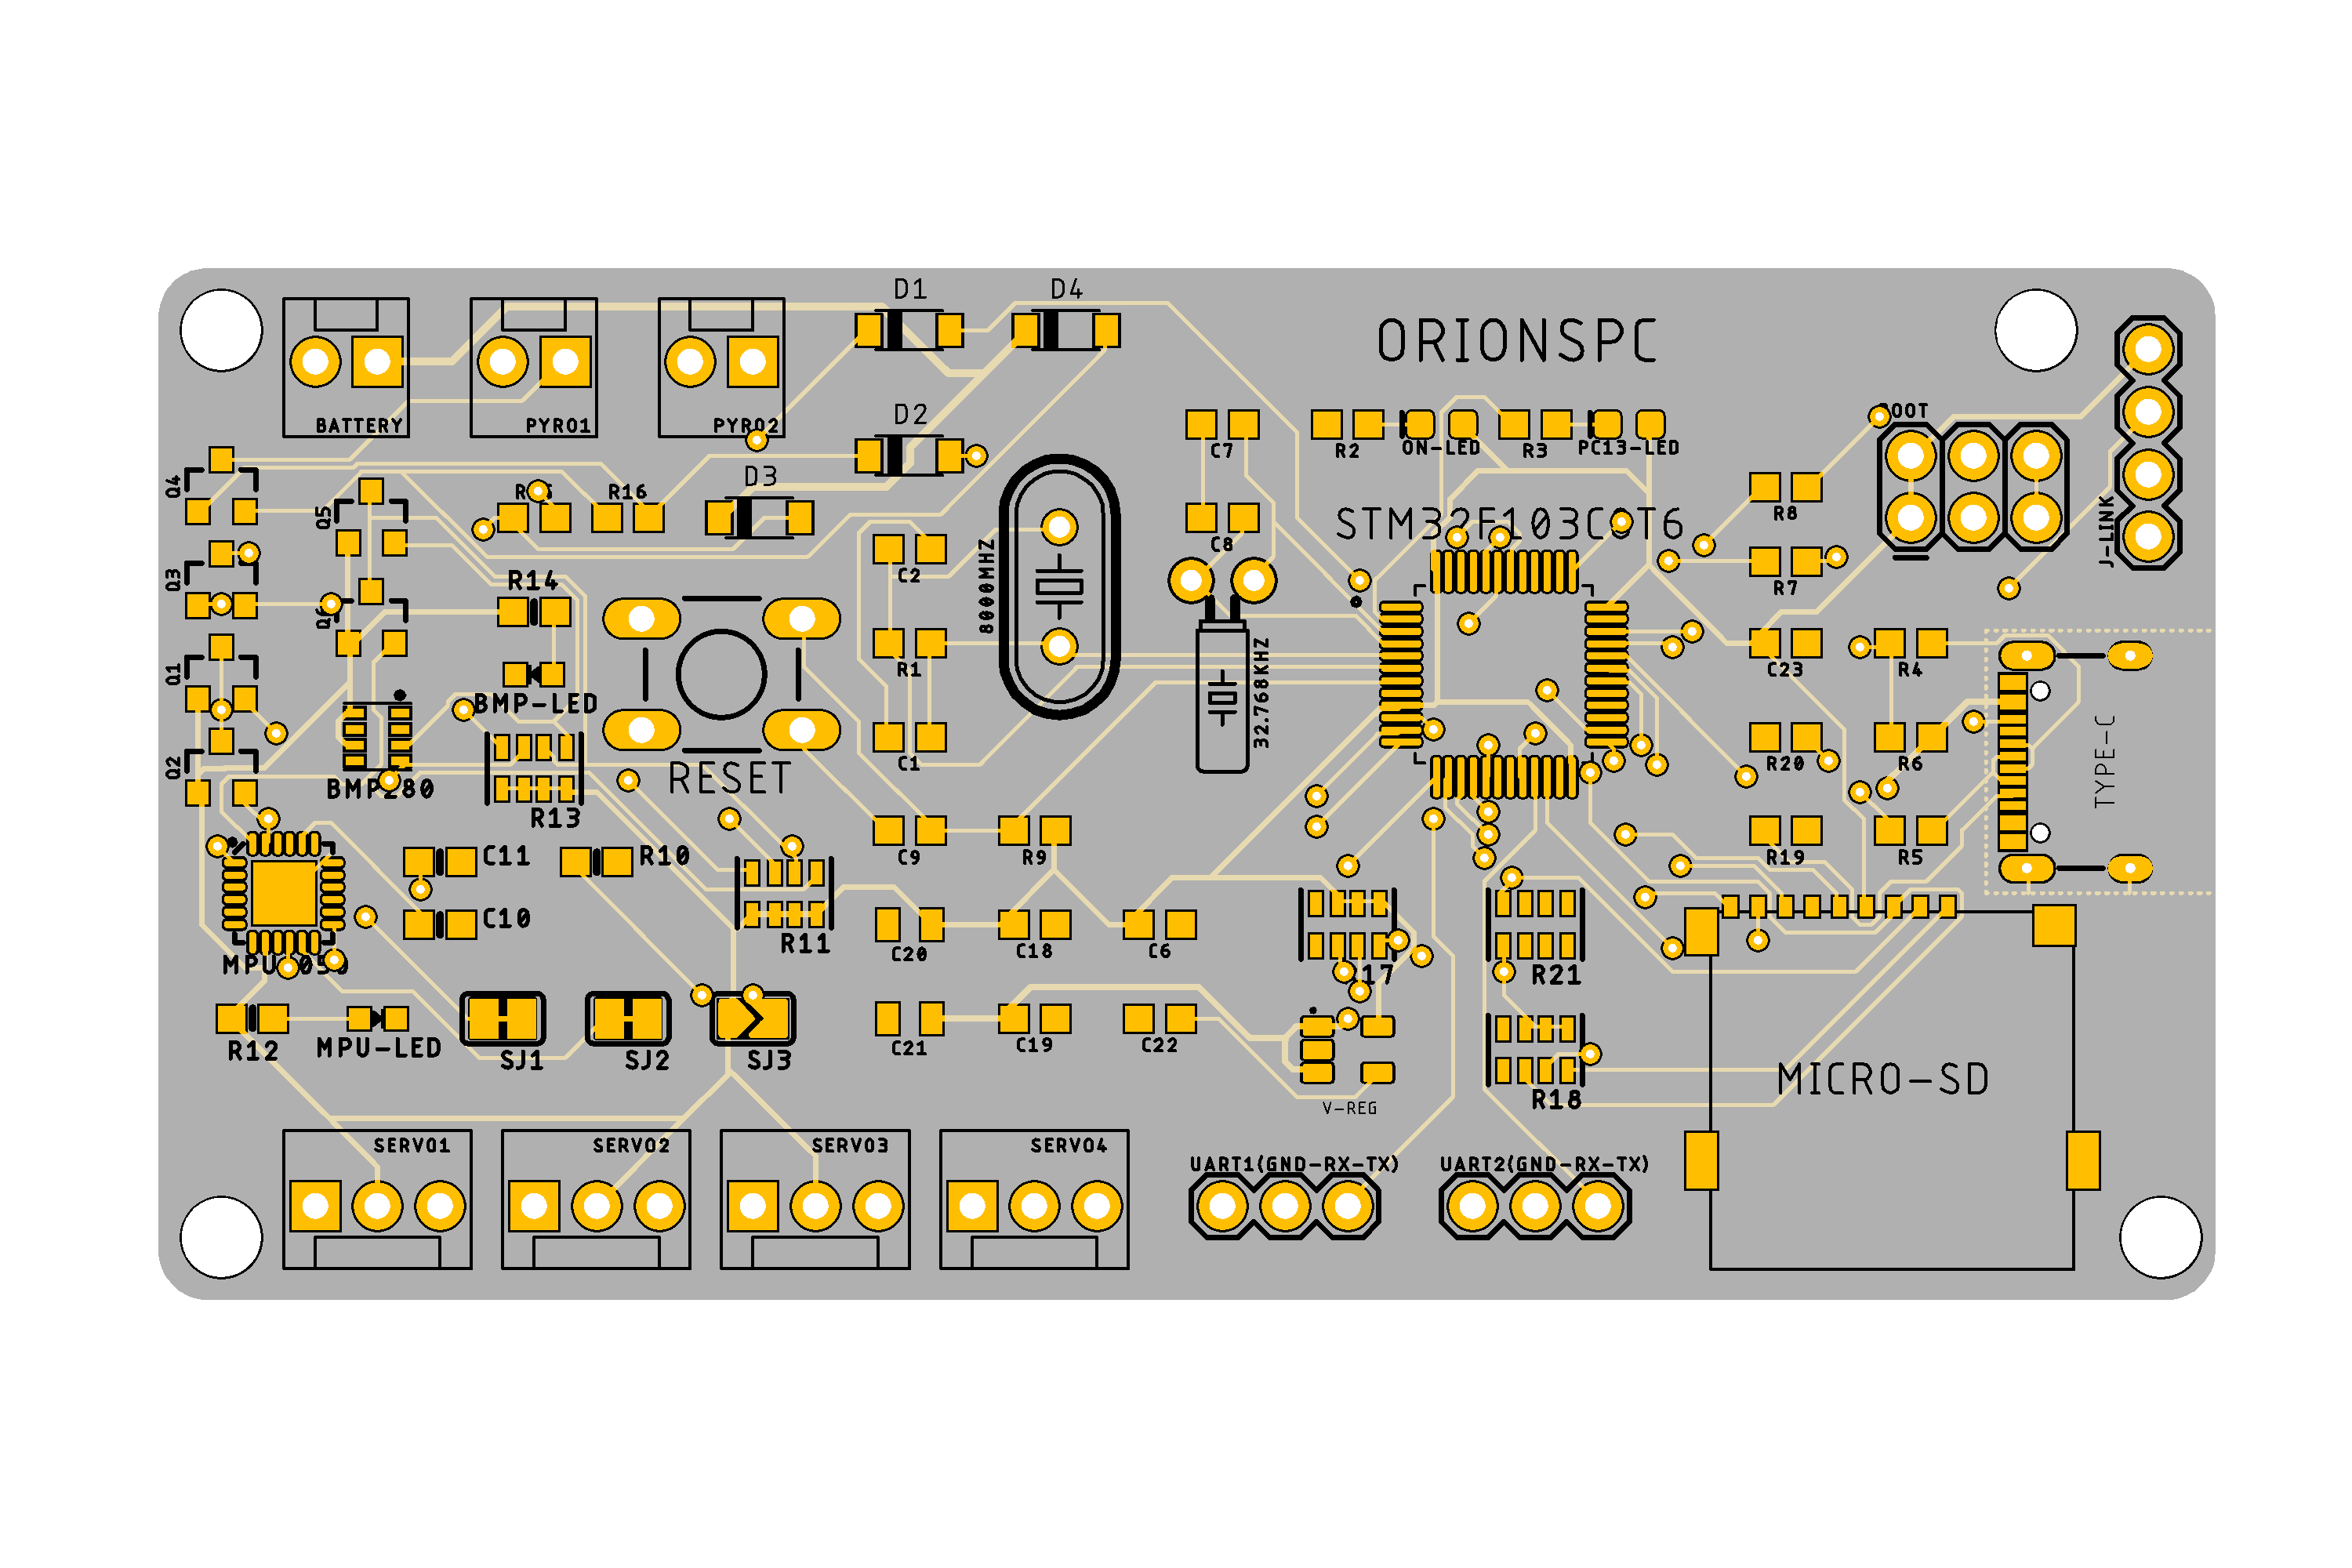 D1
D4
ORIONSPC
BATTERY
PYRO1
PYRO2
D2
BOOT
C7
R2
ON-LED
R3
PC13-LED
D3
Q4
R16
R8
Q5
STM32F103C8T6
J-LINK
C8
8000MHZ
Q3
R14
C2
R7
32.768KHZ
Q1
R1
C23
R4
BMP-LED
Q2
BMP280
RESET
C1
R20
R6
TYPE-C
R13
C11
R10
C9
R9
R19
R5
C10
R11
C20
C18
C6
R21
R12
MPU-LED
SJ1
SJ2
SJ3
C21
C19
C22
MICRO-SD
R18
V-REG
SERVO1
SERVO2
SERVO3
SERVO4
UART1(GND-RX-TX)
UART2(GND-RX-TX)